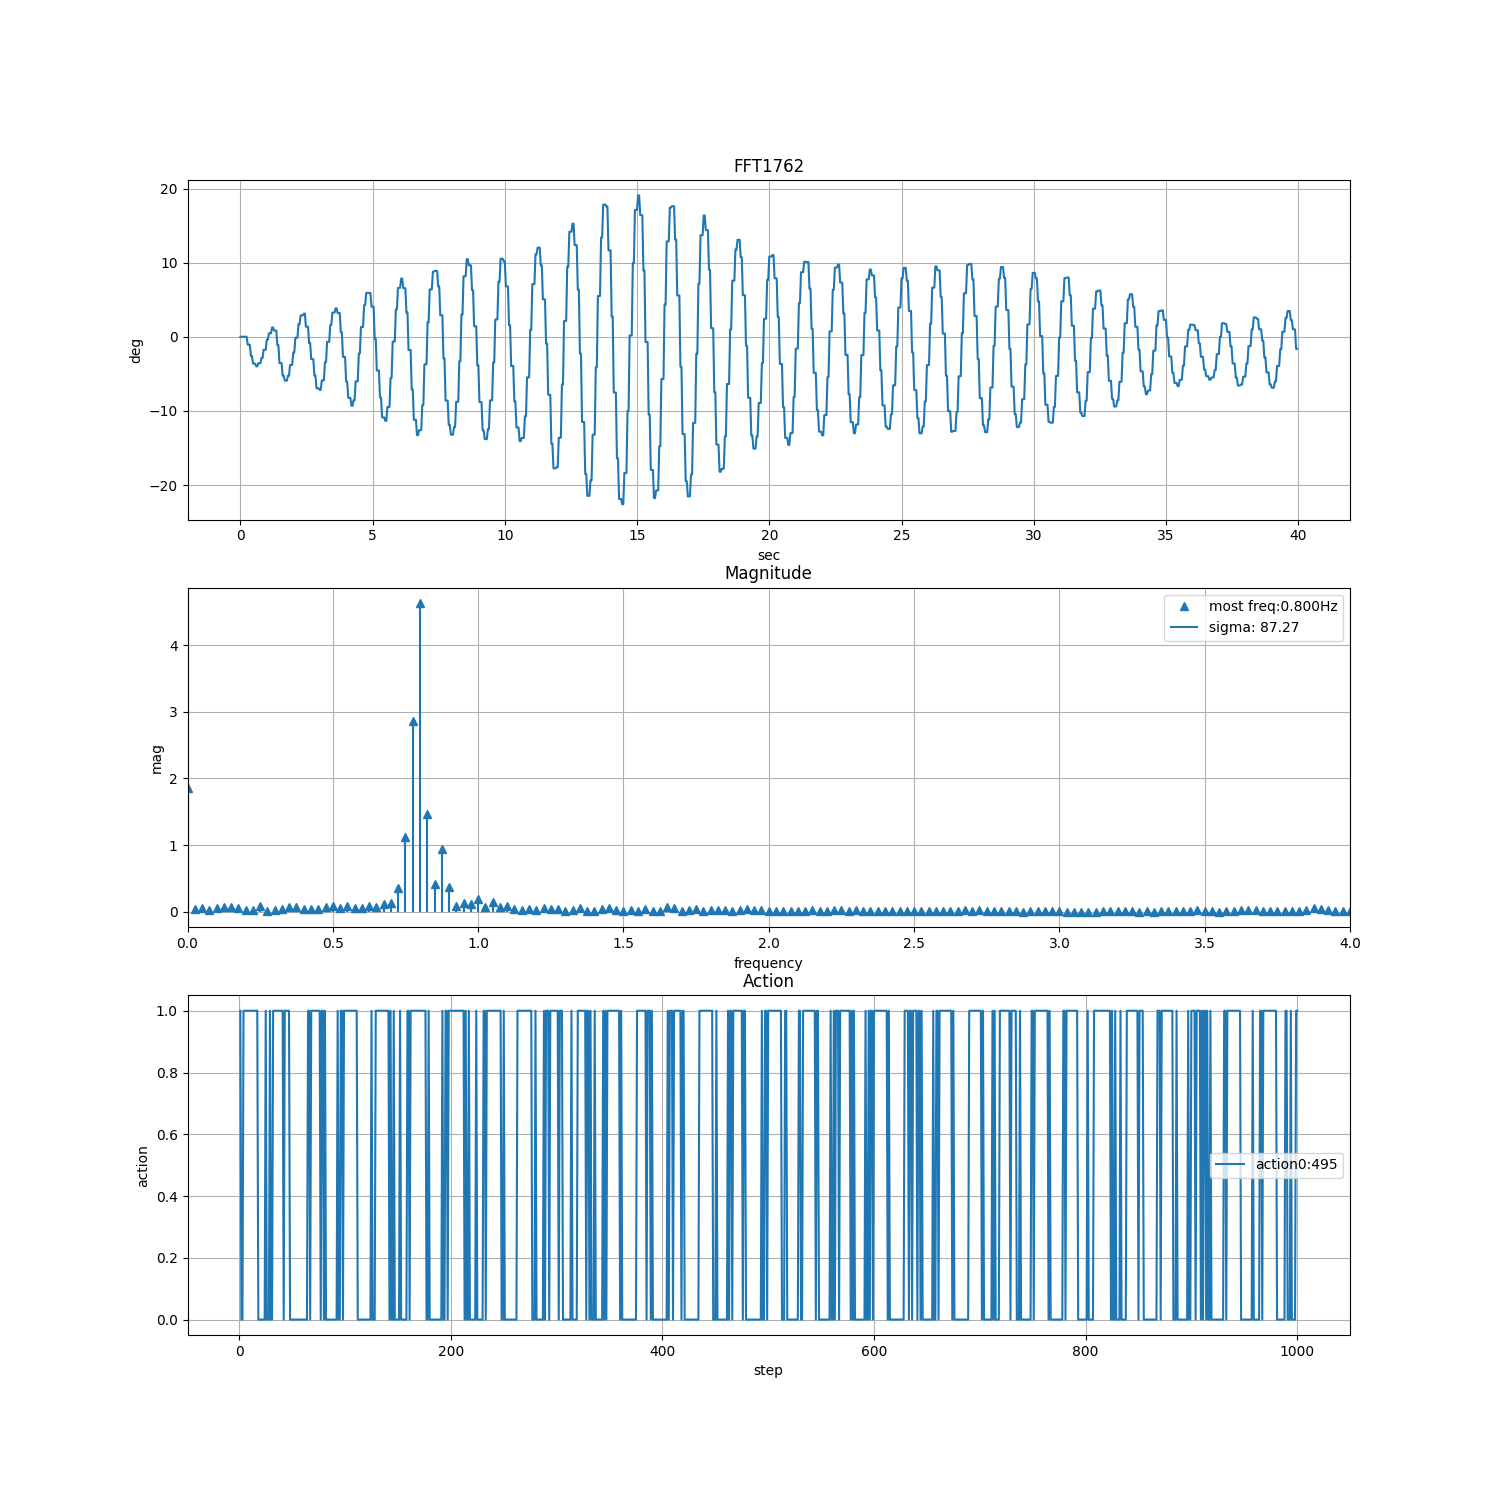 FFT1762
20
10
0
−10
−20
deg
0 5 10 15 20 25 30 35 40
sec
Magnitude
most freq:0.800Hz
sigma: 87.27
4
3
2
1
0
mag
0.0 0.5 1.0 1.5 2.0 2.5 3.0 3.5 4.0
frequency
Action
1.0
0.8
0.6
0.4
0.2
0.0
action
action0:495
0 200 400 600 800 1000
step